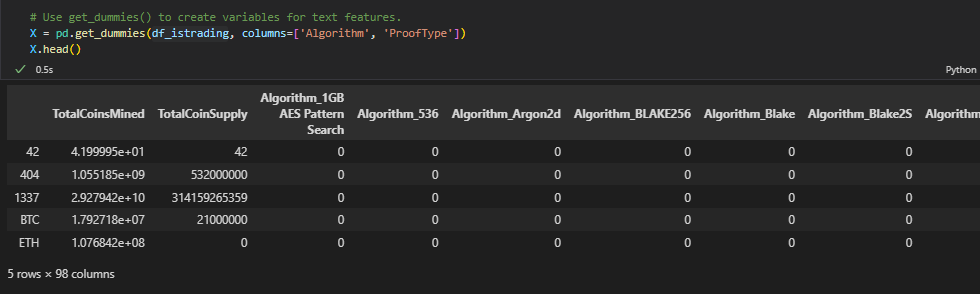 # Use get_dummies() to create variables for text features.
X = pd.get_dummies(df_istrading, columns=['Algorithm', 'ProofType'])
X.head()
0.5s
Python
TotalCoinsMined TotalCoinSupply Algorithm_1GB AES Pattern Search Algorithm_536 Algorithm_Argon2d Algorithm_BLAKE256 Algorithm_Blake Algorithm_Blake2S Algorithm
42 4.199995e+01 42 0 0 0 0 0 0
404 1.055185e+09 532000000 0 0 0 0 0 0
1337 2.927942e+10 314159265359 0 0 0 0 0 0
BTC 1.792718e+07 21000000 0 0 0 0 0 0
ETH 1.076842e+08 0 0 0 0 0 0 0
5 rows × 98 columns